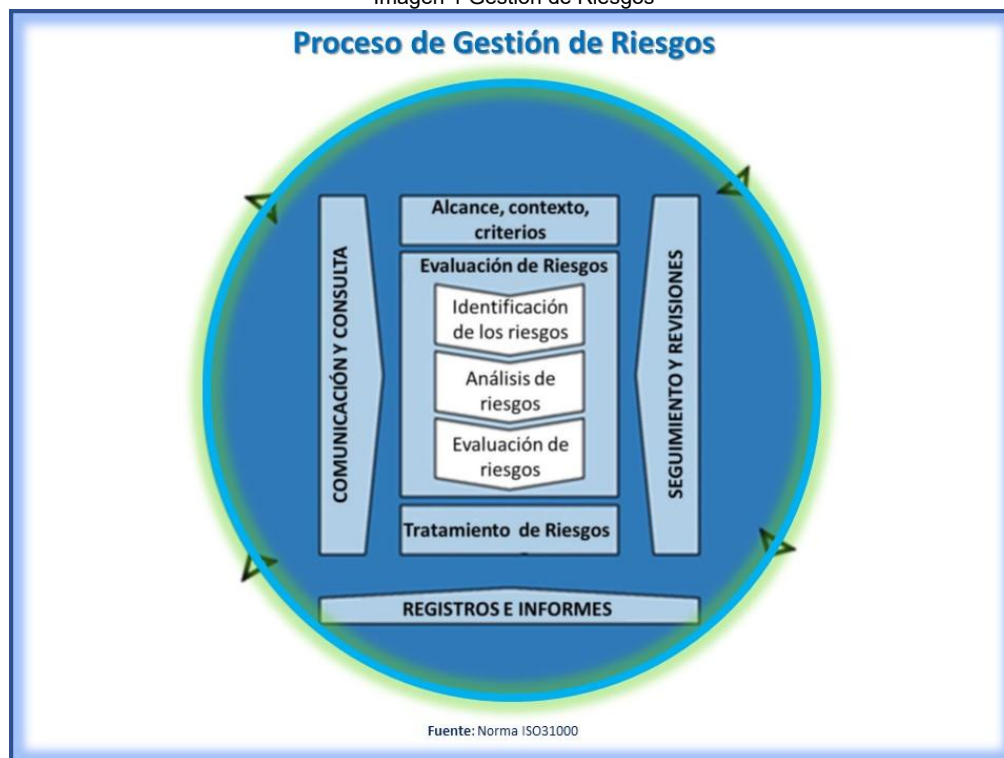 Imagen 1 Gestión de Riesgos
Proceso de Gestión de Riesgos
COMUNICACIÓN Y CONSULTA
Alcance, contexto,
criterios
Evaluación de Riesgos
Identificación
de los riesgos
Análisis de
riesgos
Evaluación de
riesgos
Tratamiento de Riesgos
SEGUIMIENTO Y REVISIONES
REGISTROS E INFORMES
Fuente: Norma ISO31000